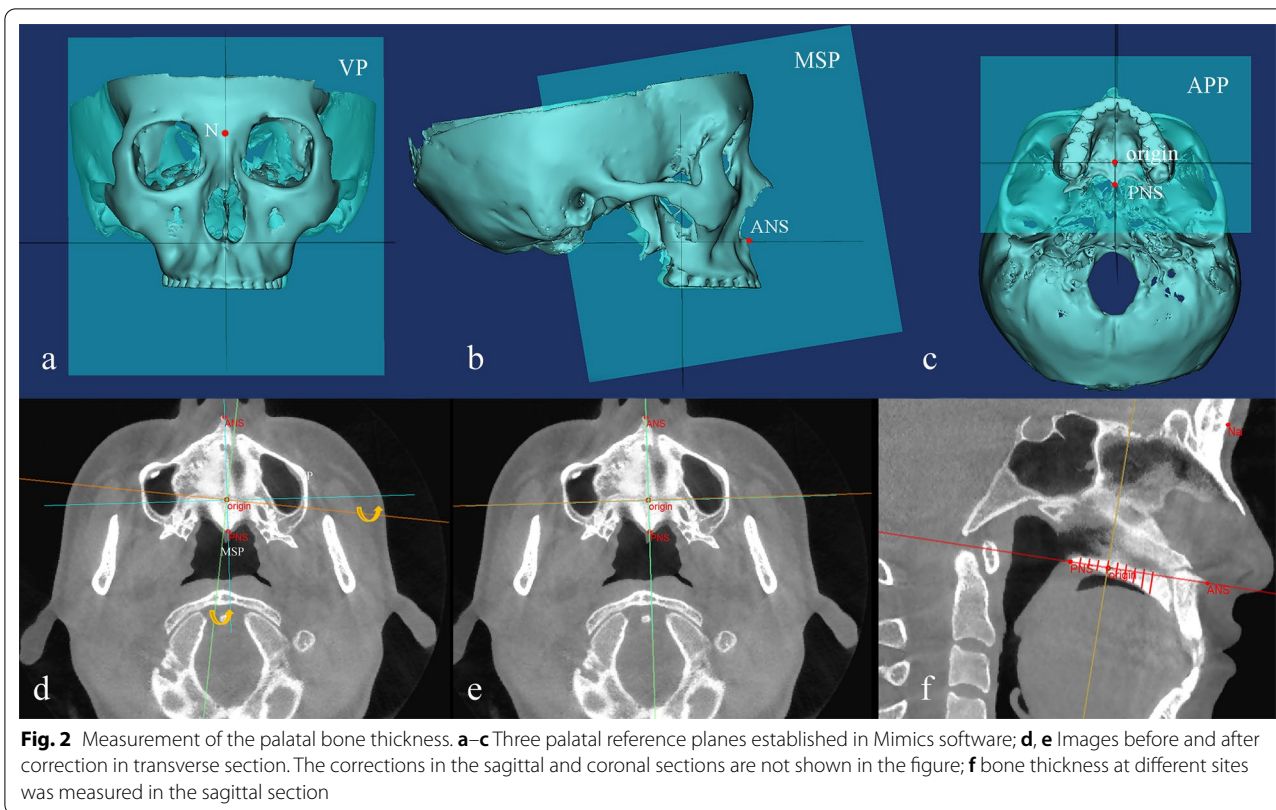 VP
N
a
MSP
ANS
b
APP
origin
PNS
c
ANS
P
origin
PNS
MSP
d
ANS
origin
PNS
e
Na
PNS
origin
ANS
f
Fig. 2 Measurement of the palatal bone thickness. a–c Three palatal reference planes established in Mimics software; d, e Images before and after
correction in transverse section. The corrections in the sagittal and coronal sections are not shown in the figure; f bone thickness at different sites
was measured in the sagittal section